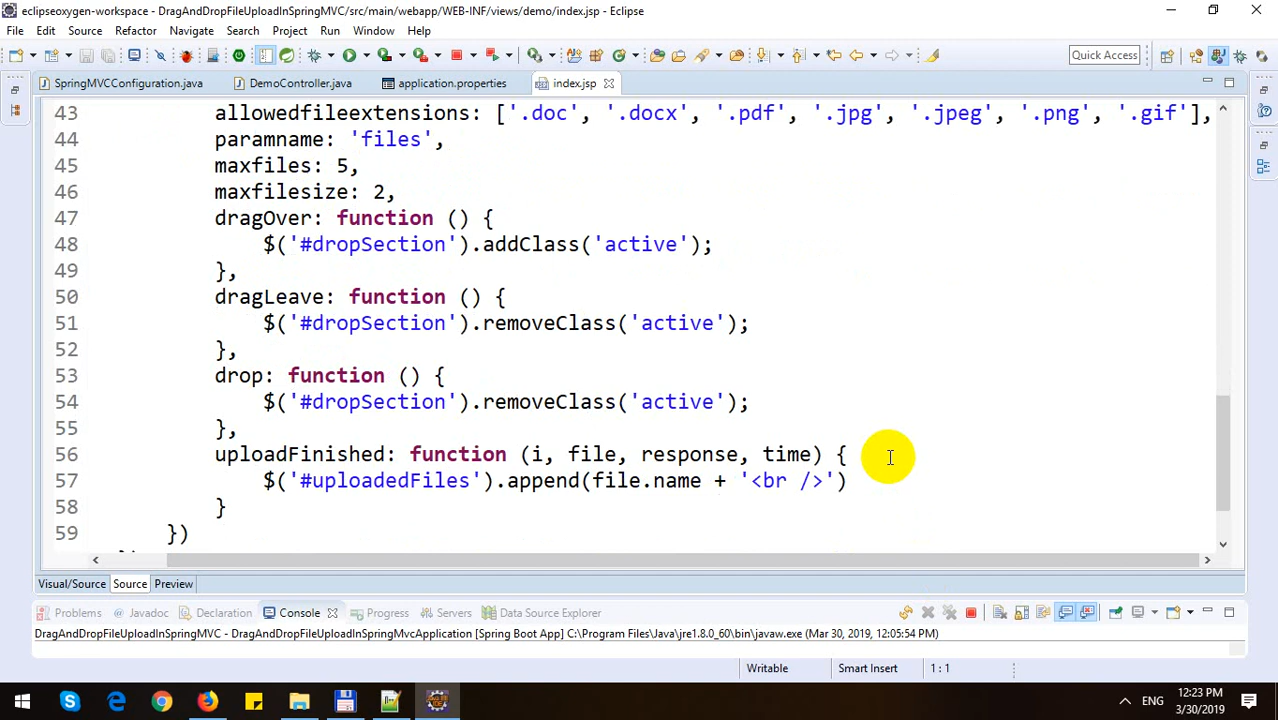 eclipseoxygen-workspace - DragAndDropFileUploadInSpringMVC/src/main/webapp/WEB-INF/views/demo/index.jsp - Eclipse
File Edit Source Refactor Navigate Search Project Run Window Help
Quick Access
SpringMVCConfiguration.java DemoController.java application.properties index.jsp
43 allowedfileextensions: ['.doc', '.docx', '.pdf', '.jpg', '.jpeg', '.png', '.gif'],
44 paramname: 'files',
45 maxfiles: 5,
46 maxfilesize: 2,
47 dragOver: function () {
48 $('#dropSection').addClass('active');
49 },
50 dragLeave: function () {
51 $('#dropSection').removeClass('active');
52 },
53 drop: function () {
54 $('#dropSection').removeClass('active');
55 },
56 uploadFinished: function (i, file, response, time) {
57 $('#uploadedFiles').append(file.name + '<br />')
58 }
59 })
Visual/Source Source Preview
Problems Javadoc Declaration Console Progress Servers Data Source Explorer
DragAndDropFileUploadInSpringMVC - DragAndDropFileUploadInSpringMvcApplication [Spring Boot App] C:\Program Files\Java\jre1.8.0_60\bin\javaw.exe (Mar 30, 2019, 12:05:54 PM)
Writable Smart Insert 1 : 1
ENG 12:23 PM
3/30/2019